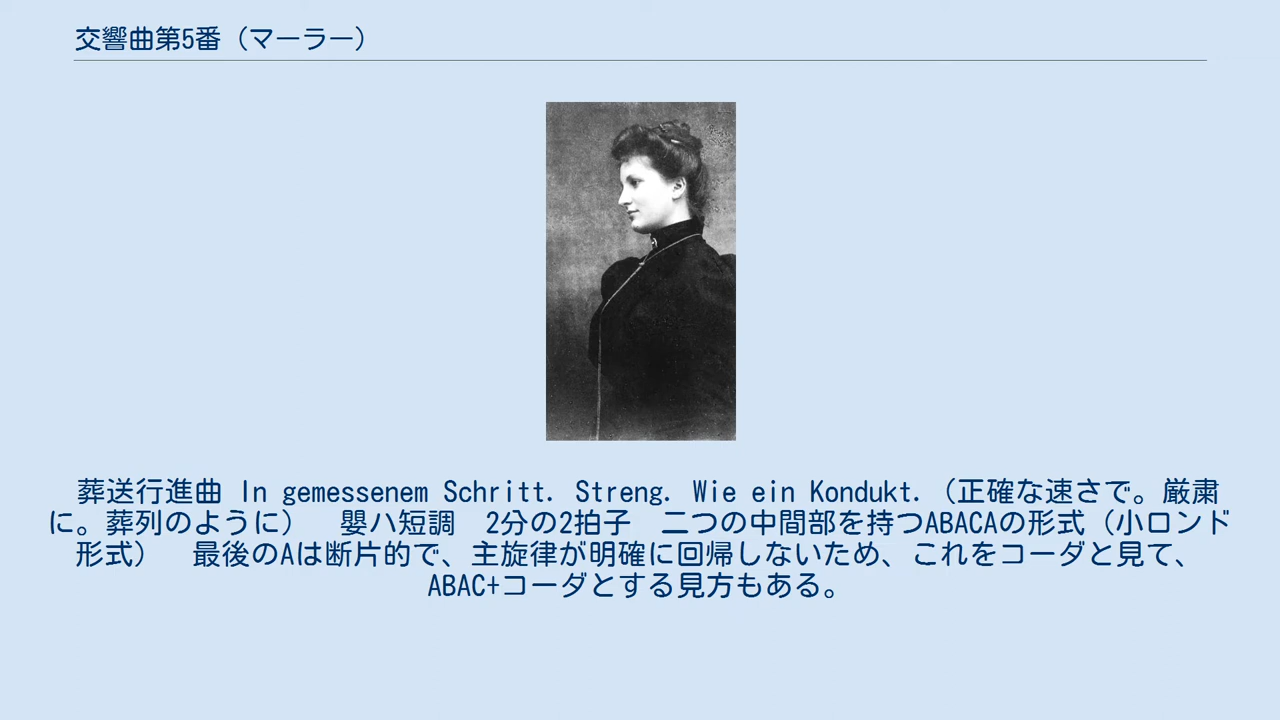 交響曲第5番（マーラー）
葬送行進曲 In gemessenem Schritt. Streng. Wie ein Kondukt.（正確な速さで。厳粛
に。葬列のように）　嬰ハ短調　2分の2拍子　二つの中間部を持つABACAの形式（小ロンド
形式）　最後のAは断片的で、主旋律が明確に回帰しないため、これをコーダと見て、
ABAC+コーダとする見方もある。